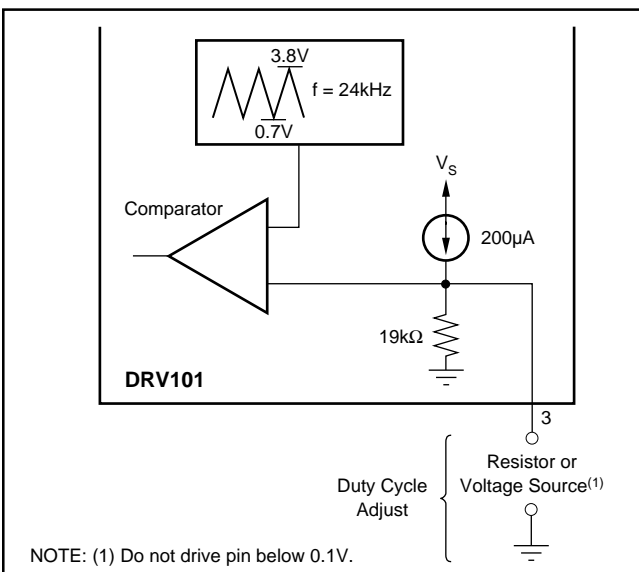 3.8V
f = 24kHz
0.7V
V_S
Comparator
200µA
19kΩ
DRV101
3
Duty Cycle
Adjust
Resistor or
Voltage Source(1)
NOTE: (1) Do not drive pin below 0.1V.